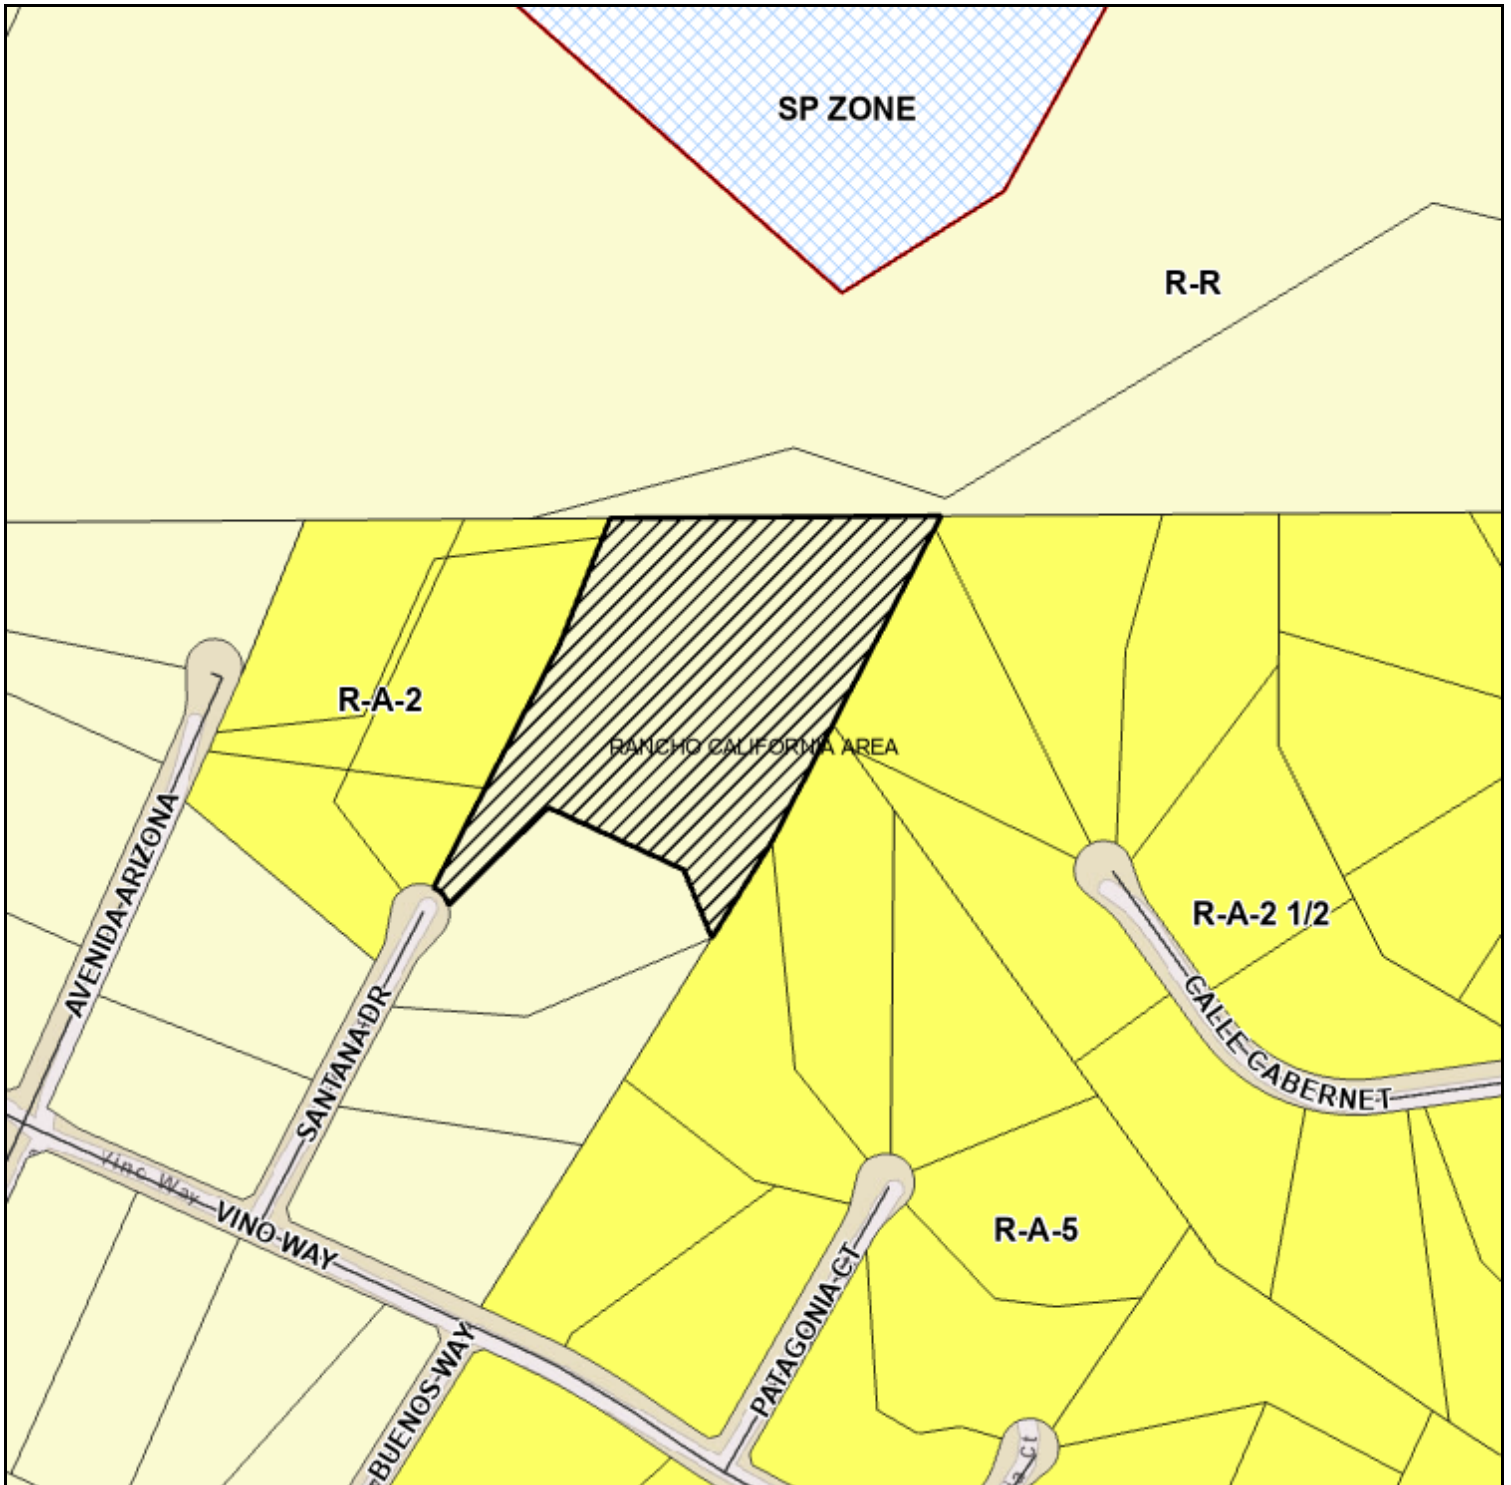 SP ZONE
R-R
R-A-2
RANCHO CALIFORNIA AREA
AVENIDA ARIZONA
R-A-2 1/2
SANTANA DR
CALLE CABERNET
Vino Way
VINO WAY
R-A-5
PATAGONIA CT
BUENOS WAY